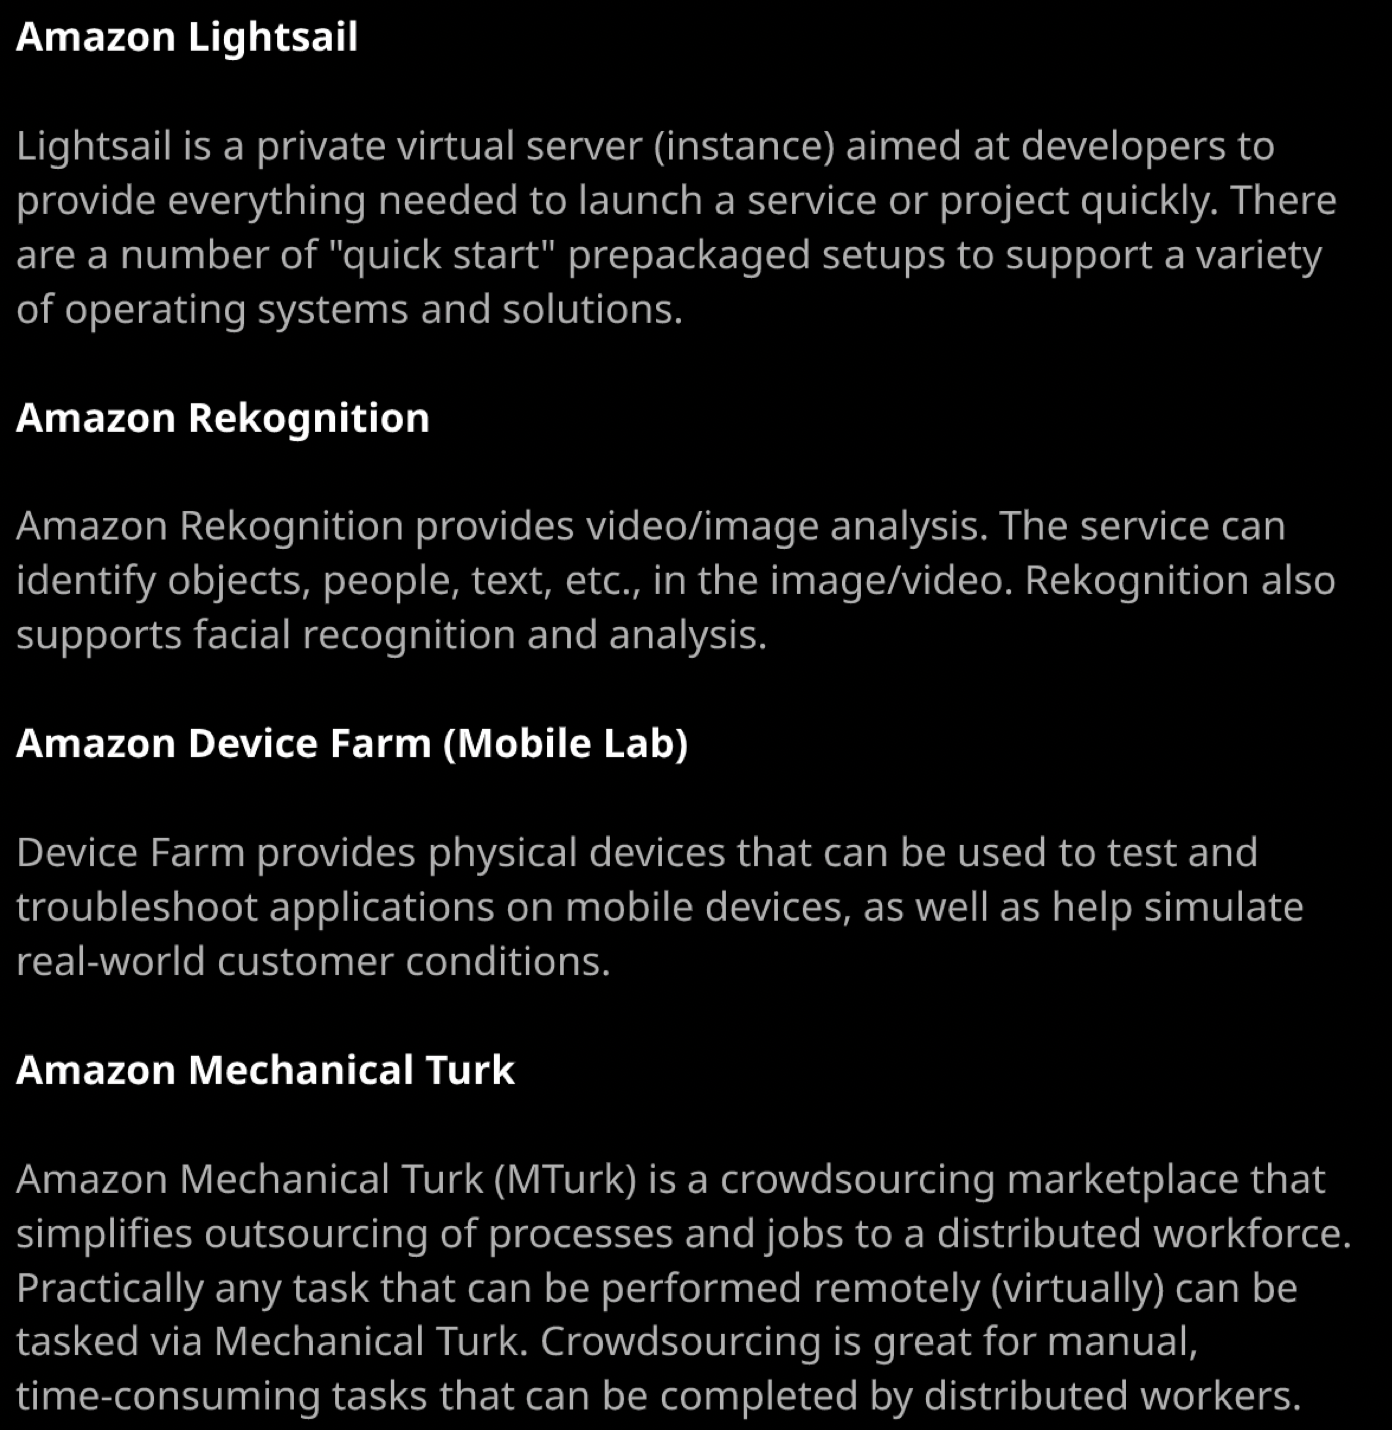 Amazon Lightsail
Lightsail is a private virtual server (instance) aimed at developers to
provide everything needed to launch a service or project quickly. There
are a number of "quick start" prepackaged setups to support a variety
of operating systems and solutions.
Amazon Rekognition
Amazon Rekognition provides video/image analysis. The service can
identify objects, people, text, etc., in the image/video. Rekognition also
supports facial recognition and analysis.
Amazon Device Farm (Mobile Lab)
Device Farm provides physical devices that can be used to test and
troubleshoot applications on mobile devices, as well as help simulate
real-world customer conditions.
Amazon Mechanical Turk
Amazon Mechanical Turk (MTurk) is a crowdsourcing marketplace that
simplifies outsourcing of processes and jobs to a distributed workforce.
Practically any task that can be performed remotely (virtually) can be
tasked via Mechanical Turk. Crowdsourcing is great for manual,
time-consuming tasks that can be completed by distributed workers.